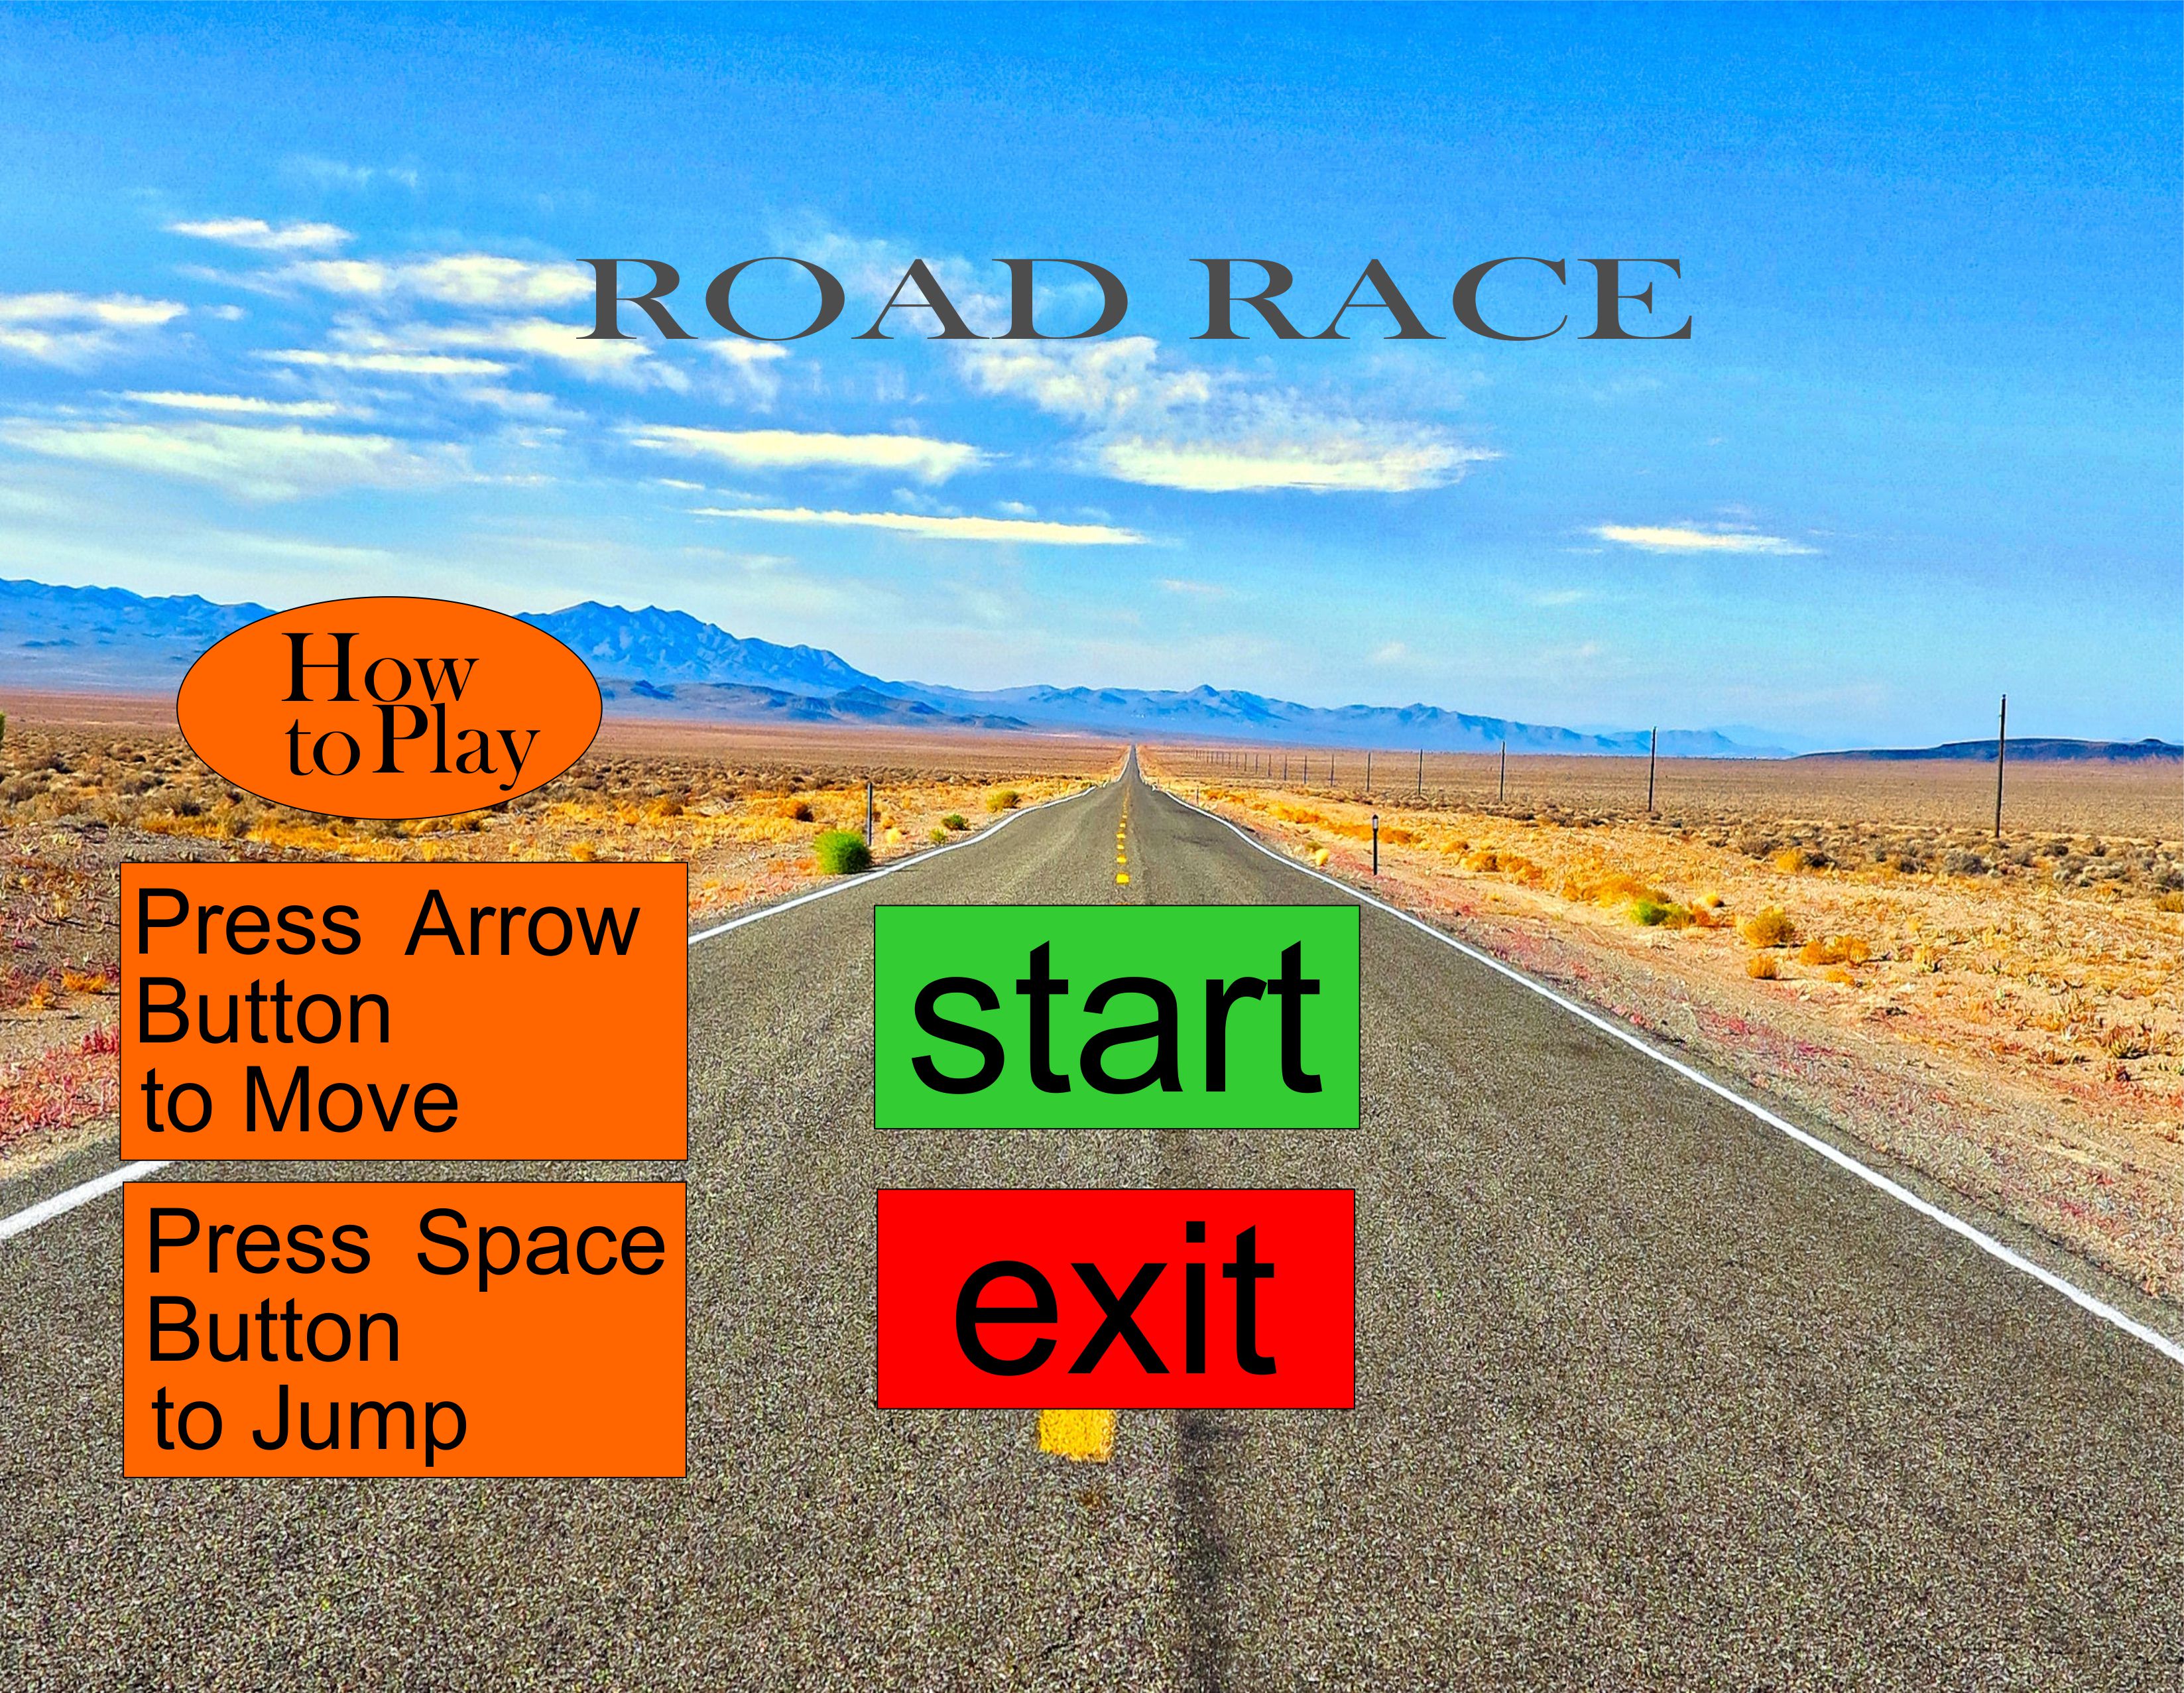 ROAD RACE
How
to Play
Press Arrow
Button
to Move
Press Space
Button
to Jump
start
exit